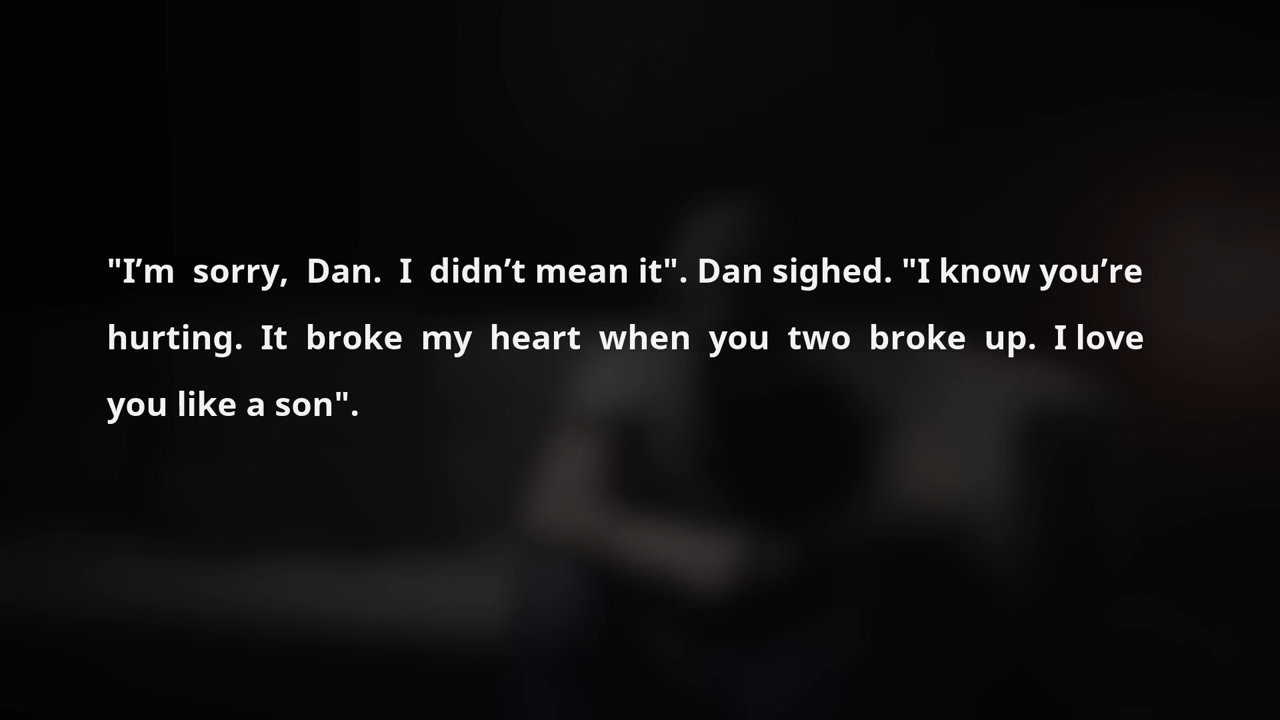 "I’m sorry, Dan. I didn’t mean it". Dan sighed. "I know you’re
hurting. It broke my heart when you two broke up. I love
you like a son".